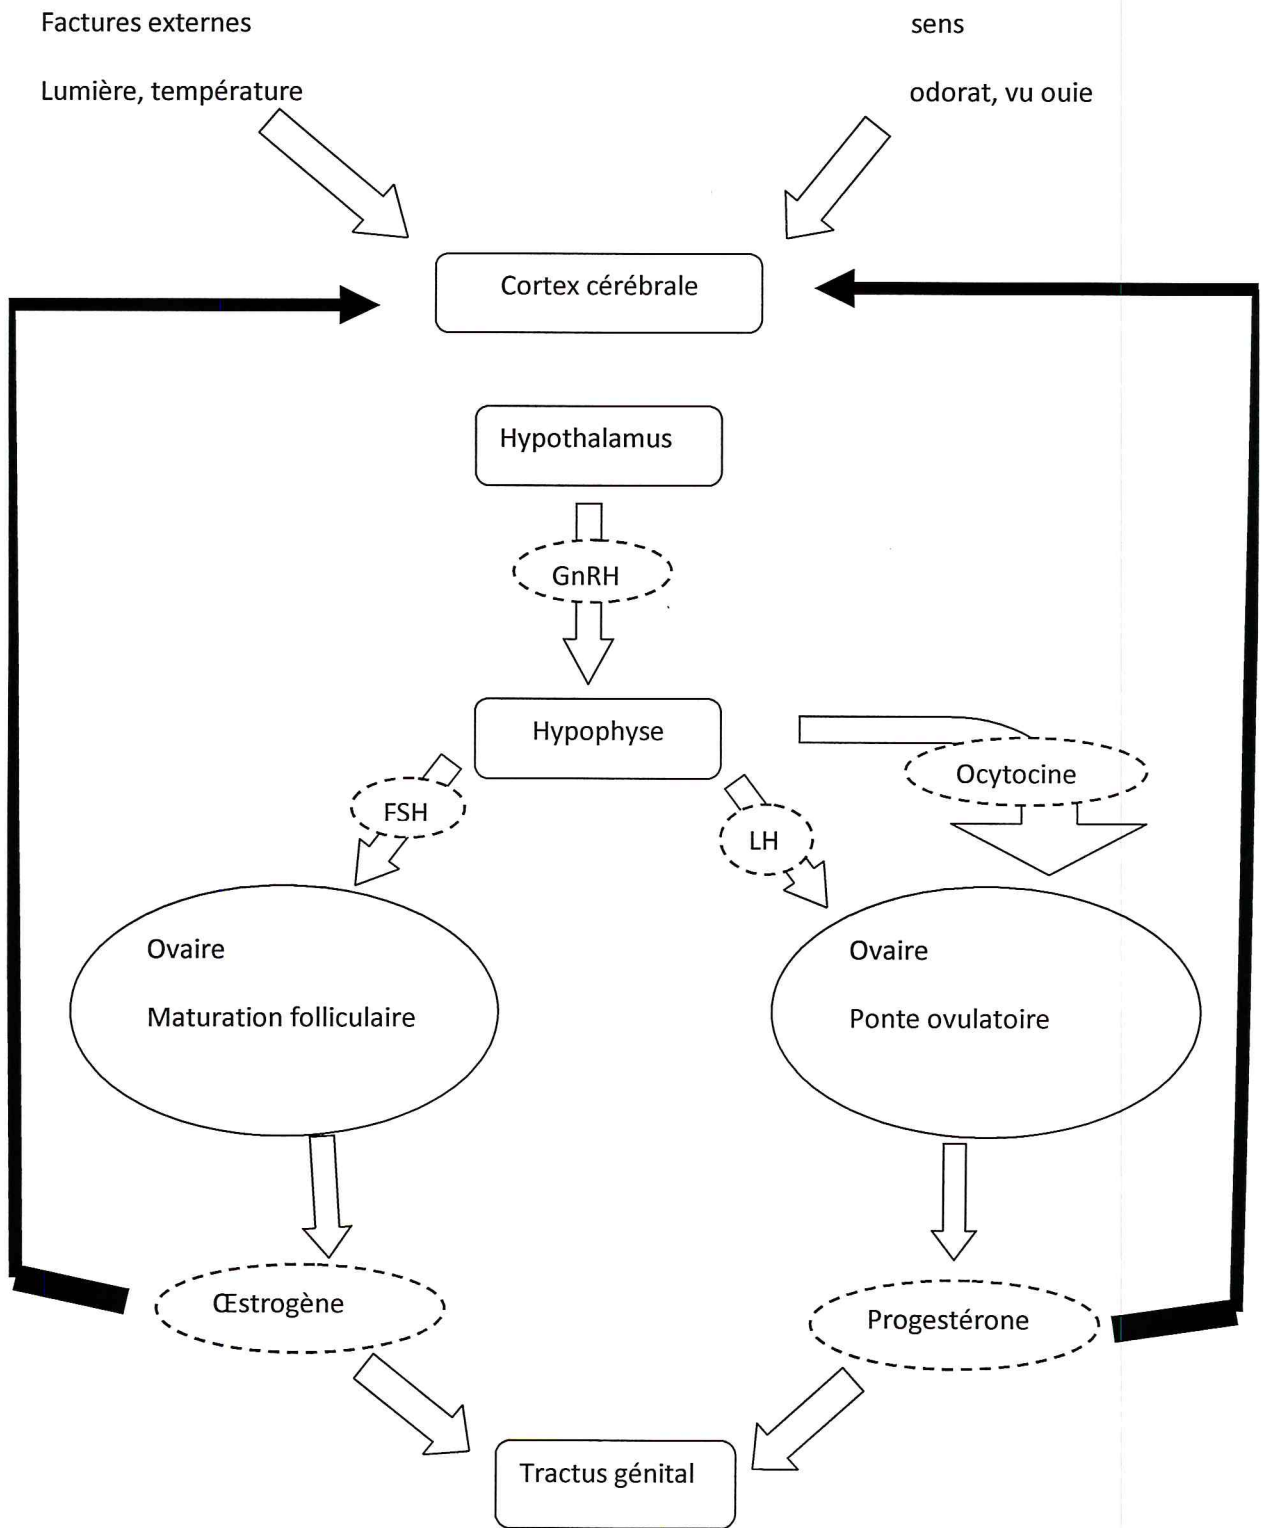 Factures externes
sens
Lumière, température
odorat, vu ouie
Cortex cérébrale
Hypothalamus
GnRH
Hypophyse
Ocytocine
FSH
LH
Ovaire
Maturation folliculaire
Ovaire
Ponte ovulatoire
Œstrogène
Progestérone
Tractus génital